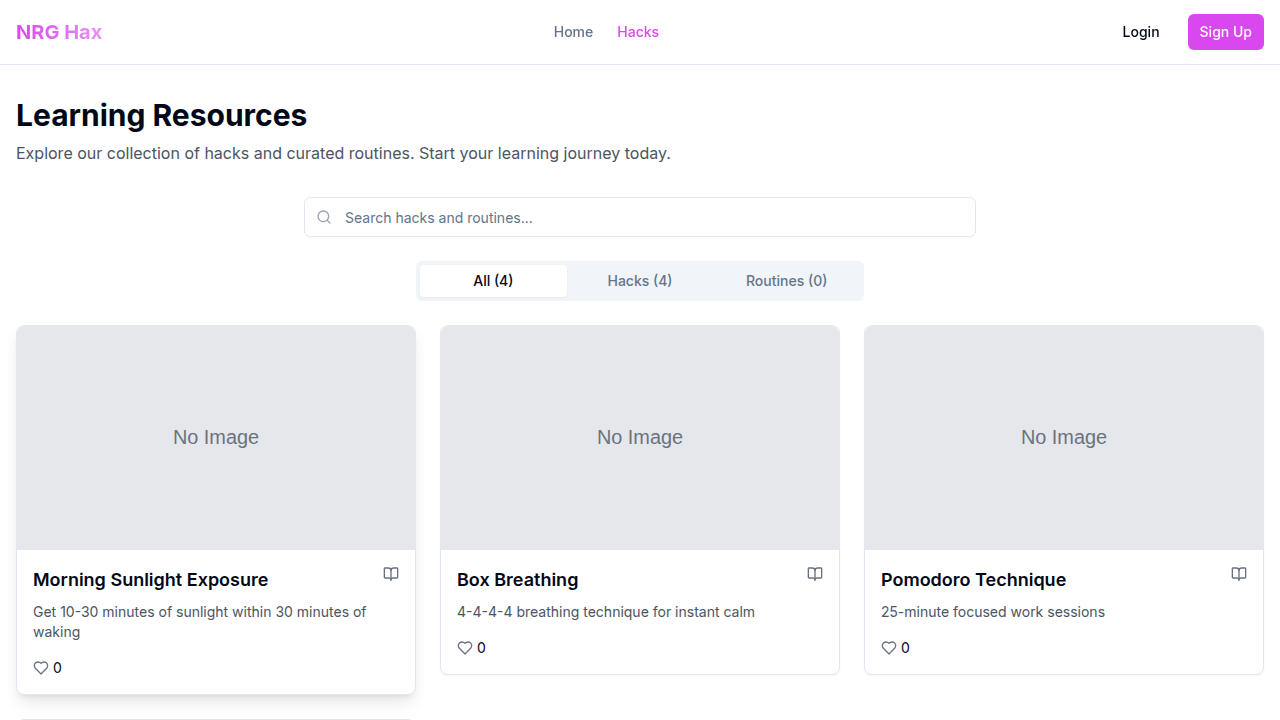 NRG Hax
Home
Hacks
Login
Sign Up
Learning Resources
Explore our collection of hacks and curated routines. Start your learning journey today.
Search hacks and routines...
All (4)
Hacks (4)
Routines (0)
No Image
No Image
No Image
Morning Sunlight Exposure
Get 10-30 minutes of sunlight within 30 minutes of
waking
0
Box Breathing
4-4-4-4 breathing technique for instant calm
0
Pomodoro Technique
25-minute focused work sessions
0